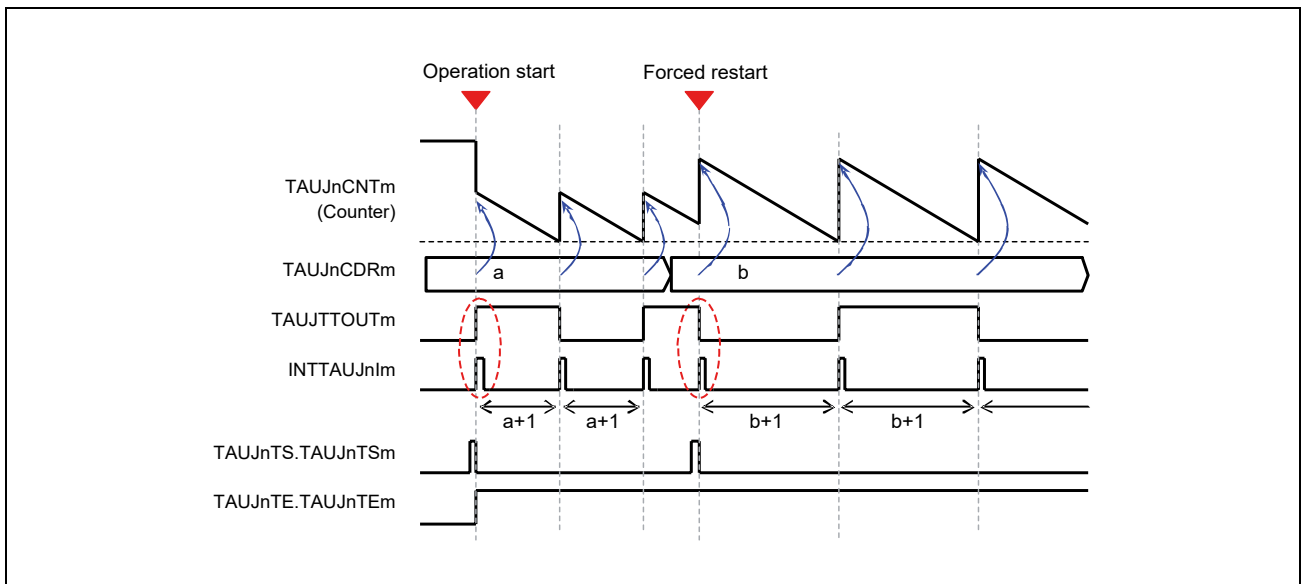 Operation start
Forced restart
TAUJnCNTm
(Counter)
TAUJnCDRm
a
b
TAUJTTOUTm
INTTAUJnIm
a+1
a+1
b+1
b+1
TAUJnTS.TAUJnTSm
TAUJnTE.TAUJnTEm